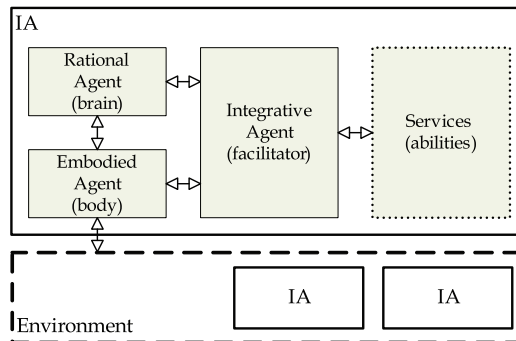 IA
Rational
Agent
(brain)
Embodied
Agent
(body)
Integrative
Agent
(facilitator)
Services
(abilities)
IA
IA
Environment